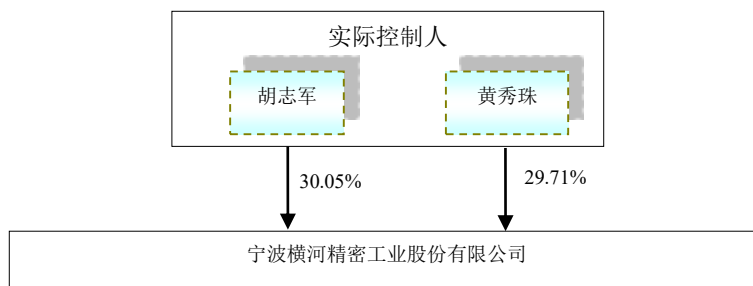 实际控制人
胡志军
黄秀珠
30.05%
29.71%
宁波横河精密工业股份有限公司